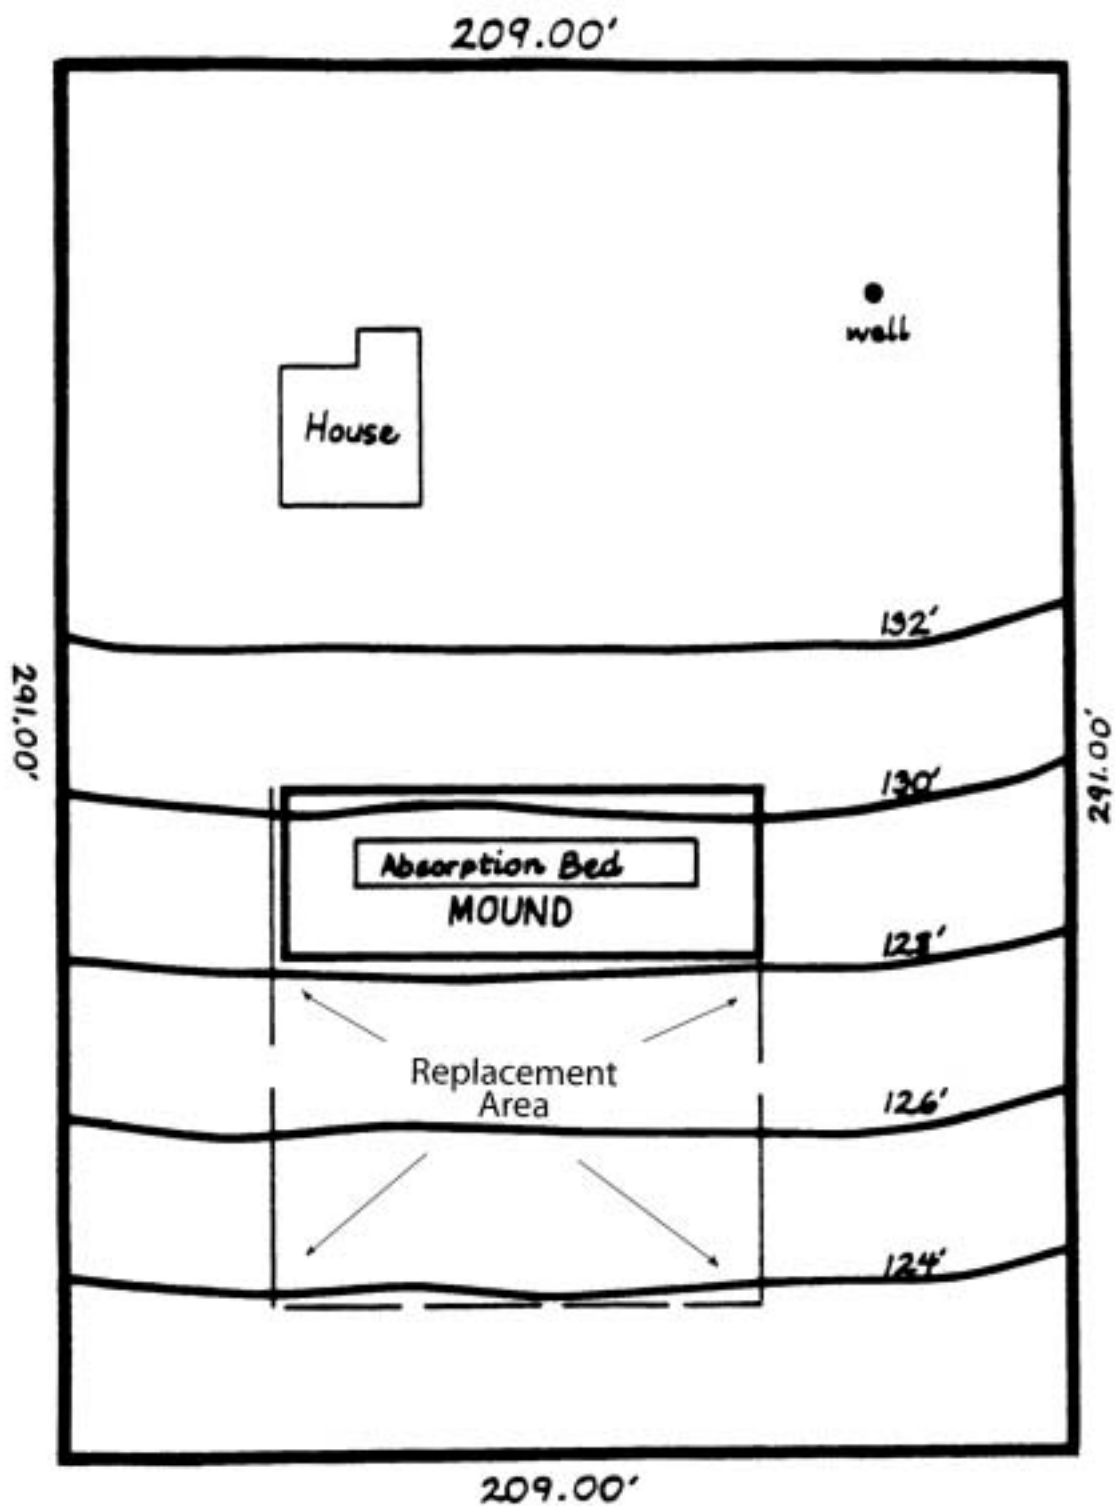 209.00'
well
House
132'
291.00'
130'
291.00'
Absorption Bed
MOUND
128'
Replacement
Area
126'
124'
209.00'